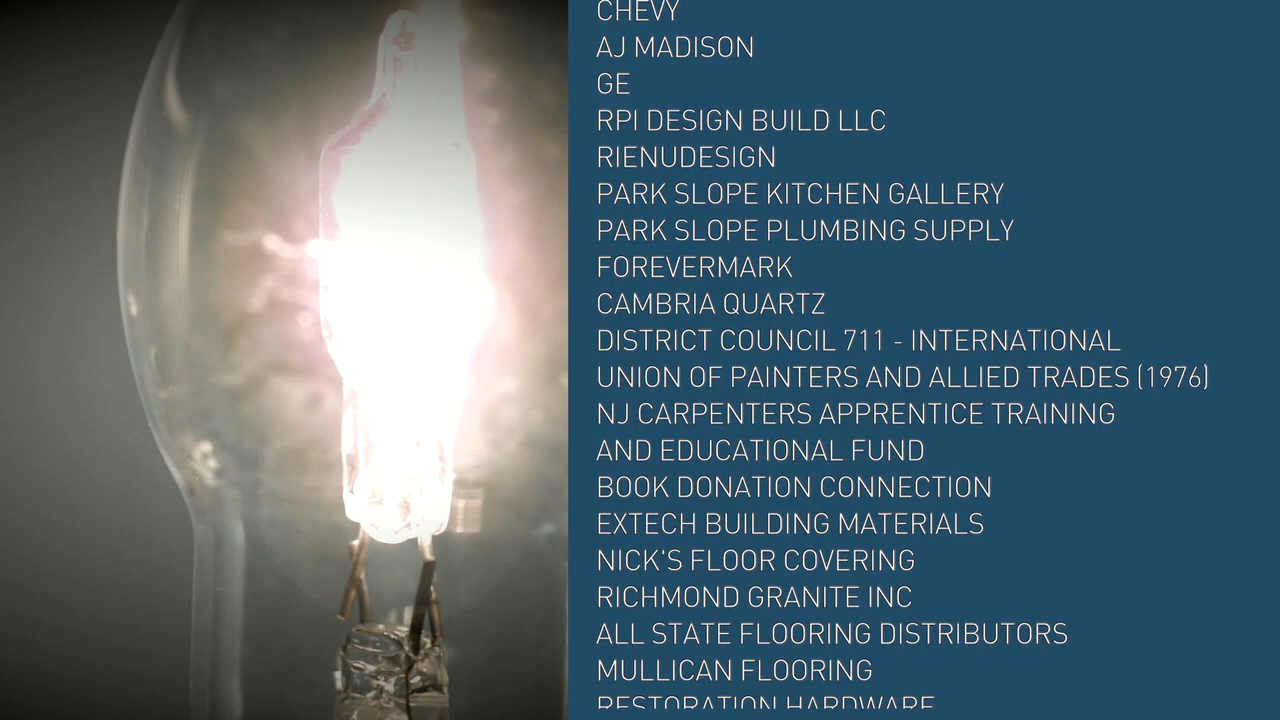 CHEVY
AJ MADISON
GE
RPI DESIGN BUILD LLC
RIENUDESIGN
PARK SLOPE KITCHEN GALLERY
PARK SLOPE PLUMBING SUPPLY
FOREVERMARK
CAMBRIA QUARTZ
DISTRICT COUNCIL 711 - INTERNATIONAL
UNION OF PAINTERS AND ALLIED TRADES (1976)
NJ CARPENTERS APPRENTICE TRAINING
AND EDUCATIONAL FUND
BOOK DONATION CONNECTION
EXTECH BUILDING MATERIALS
NICK'S FLOOR COVERING
RICHMOND GRANITE INC
ALL STATE FLOORING DISTRIBUTORS
MULLICAN FLOORING
RESTORATION HARDWARE